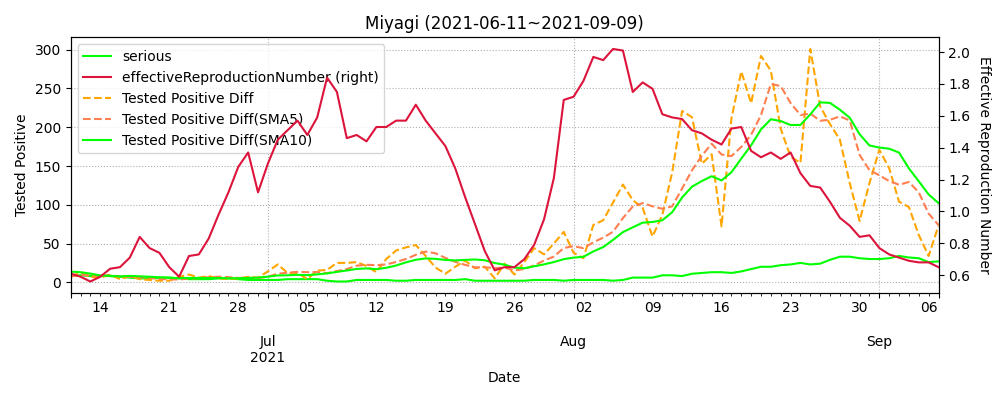 Miyagi (2021-06-11~2021-09-09)
serious
effectiveReproductionNumber (right)
Tested Positive Diff
Tested Positive Diff(SMA5)
Tested Positive Diff(SMA10)
Tested Positive
300
250
200
150
100
50
0
2.0
1.8
1.6
1.4
1.2
1.0
0.8
0.6
Effective Reproduction Number
14 21 28 05 12 19 26 02 09 16 23 30 06
Jul Aug Sep
2021
Date